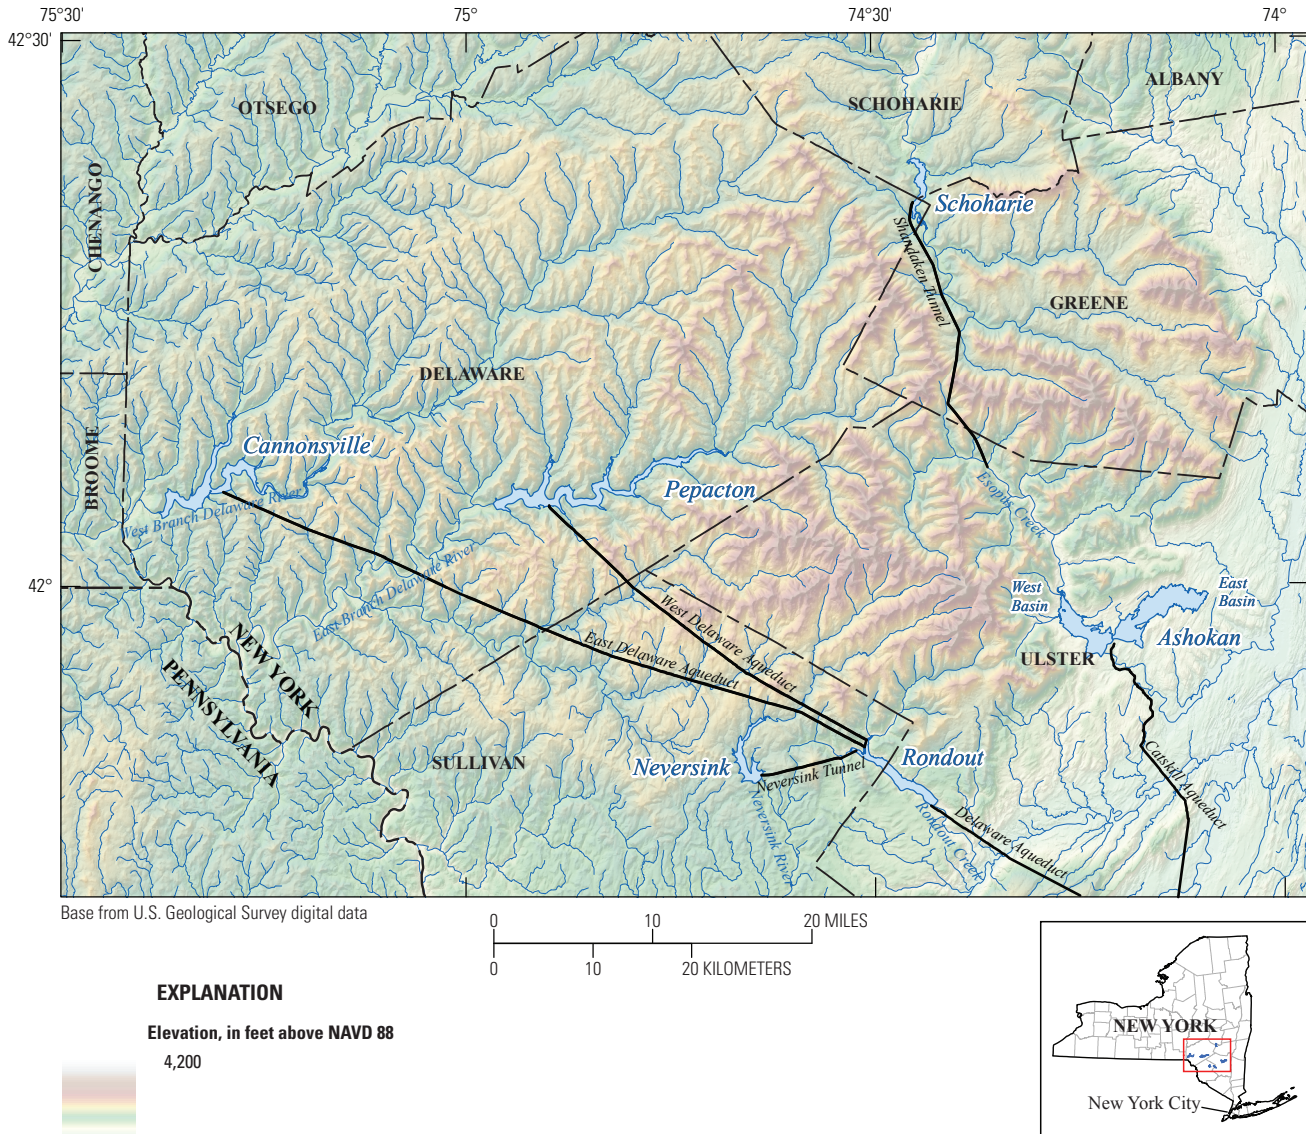 75°30'
75°
74°30'
74°
42°30'
42°
OTSEGO
SCHOHARIE
ALBANY
CHENANGO
Schoharie
Shandaken Tunnel
GREENE
DELAWARE
BROOME
Cannonsville
West Branch Delaware River
Pepacton
Esopus Creek
East Branch Delaware River
West
Basin
East
Basin
Ashokan
ULSTER
NEW YORK
PENNSYLVANIA
West Delaware Aqueduct
East Delaware Aqueduct
SULLIVAN
Neversink
Neversink Tunnel
Rondout
Catskill Aqueduct
Neversink River
Rondout Creek
Delaware Aqueduct
Base from U.S. Geological Survey digital data
0 10 20 MILES
0 10 20 KILOMETERS
EXPLANATION
Elevation, in feet above NAVD 88
4,200
NEW YORK
New York City